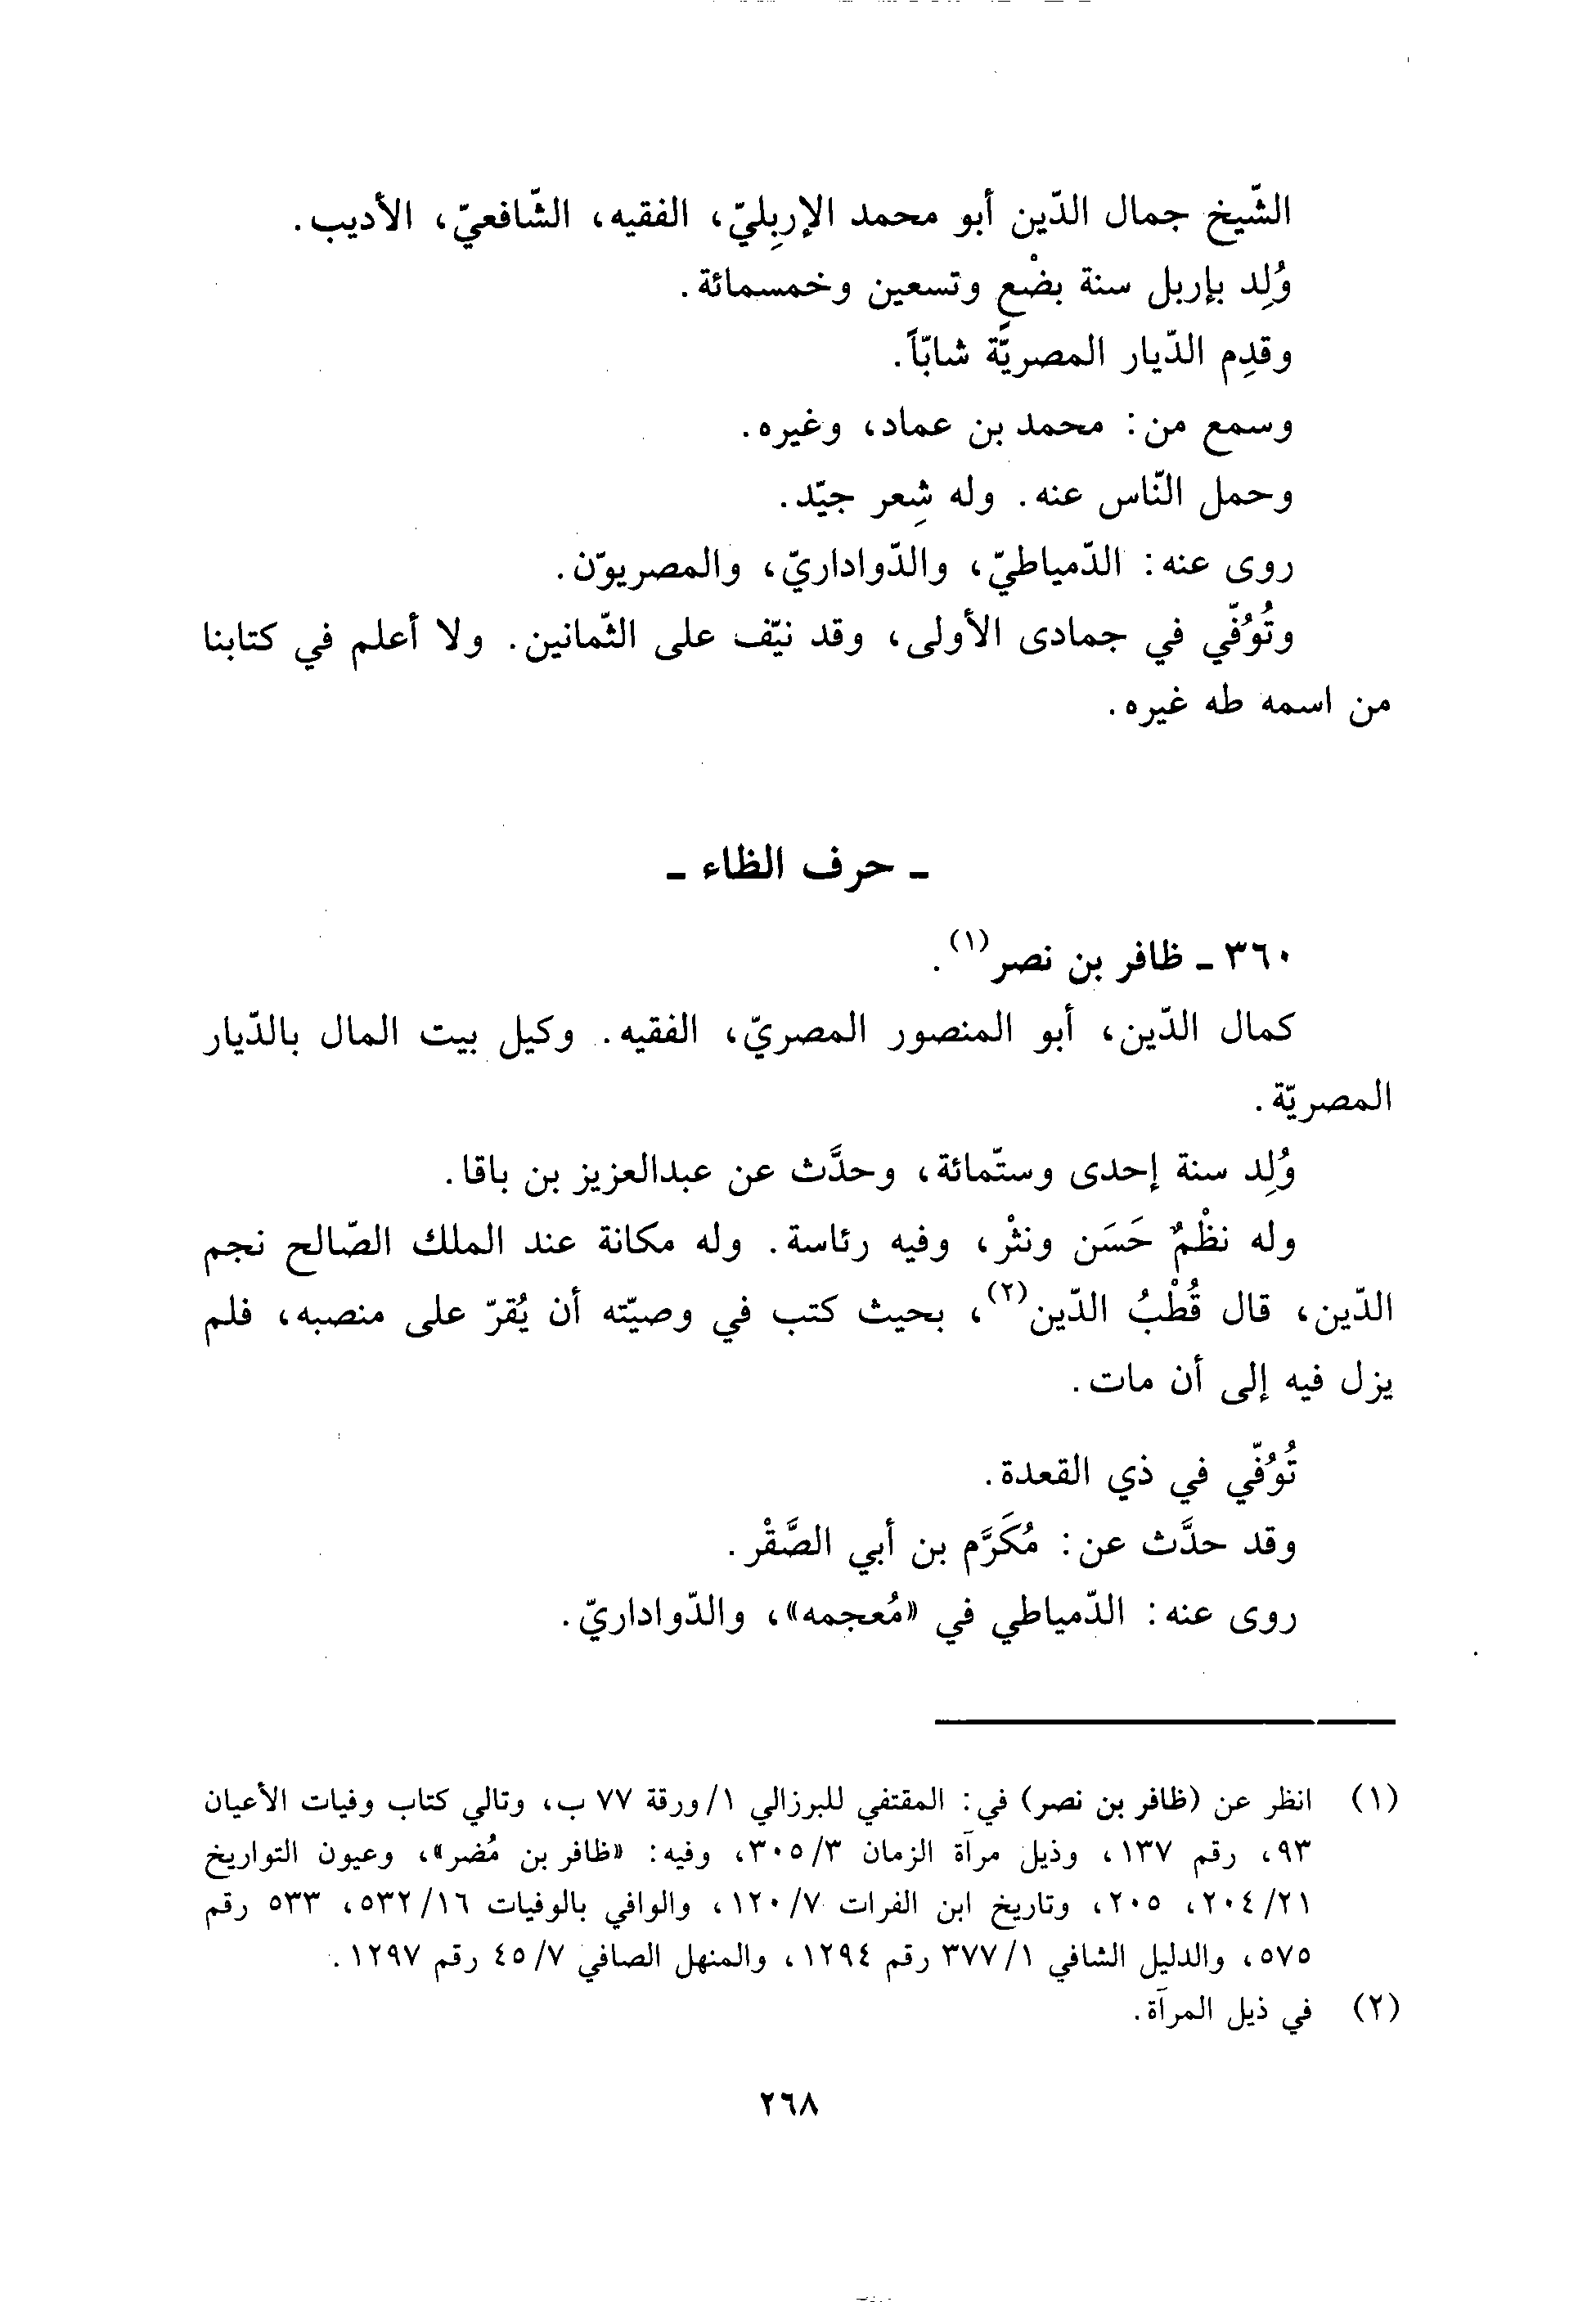 الشّيخ جمال الدّين أبو محمد الإربِليّ، الفقيه، الشّافعيّ، الأديب.
وُلِد بإربل سنة بضْعٍ وتسعين وخمسمائة.
وقدِم الدّيار المصريَّة شابّاً.
وسمع من: محمد بن عماد، وغيره.
وحمل النّاس عنه. وله شِعر جيّد.
روى عنه: الدّمياطيّ، والدّواداريّ، والمصريوّن.
وتُوُفّي في جمادى الأولى، وقد نيّف على الثّمانين. ولا أعلم في كتابنا
من اسمه طه غيره.
ـ حرف الظاء ـ
٣٦٠ ـ ظافر بن نصر(١).
كمال الدّين، أبو المنصور المصريّ، الفقيه. وكيل بيت المال بالدّيار
المصريّة.
وُلِد سنة إحدى وستّمائة، وحدَّث عن عبدالعزيز بن باقا.
وله نظْمٌ حَسَن ونثْر، وفيه رئاسة. وله مكانة عند الملك الصّالح نجم
الدّين، قال قُطْبُ الدّين(٢)، بحيث كتب في وصيّته أن يُقرّ على منصبه، فلم
يزل فيه إلى أن مات.
تُوُفّي في ذي القعدة.
وقد حدَّث عن: مُكَرَّم بن أبي الصَّقْر.
روى عنه: الدّمياطي في «مُعجمه»، والدّواداريّ.
(١) انظر عن (ظافر بن نصر) في: المقتفي للبرزالي ١/ورقة ٧٧ ب، وتالي كتاب وفيات الأعيان
٩٣، رقم ١٣٧، وذيل مرآة الزمان ٣/٣٠٥، وفيه: «ظافر بن مُضر»، وعيون التواريخ
٢١/٢٠٤، ٢٠٥، وتاريخ ابن الفرات ٧/١٢٠، والوافي بالوفيات ١٦/٥٣٢، ٥٣٣ رقم
٥٧٥، والدليل الشافي ١/٣٧٧ رقم ١٢٩٤، والمنهل الصافي ٧/٤٥ رقم ١٢٩٧.
(٢) في ذيل المرآة.
٢٦٨